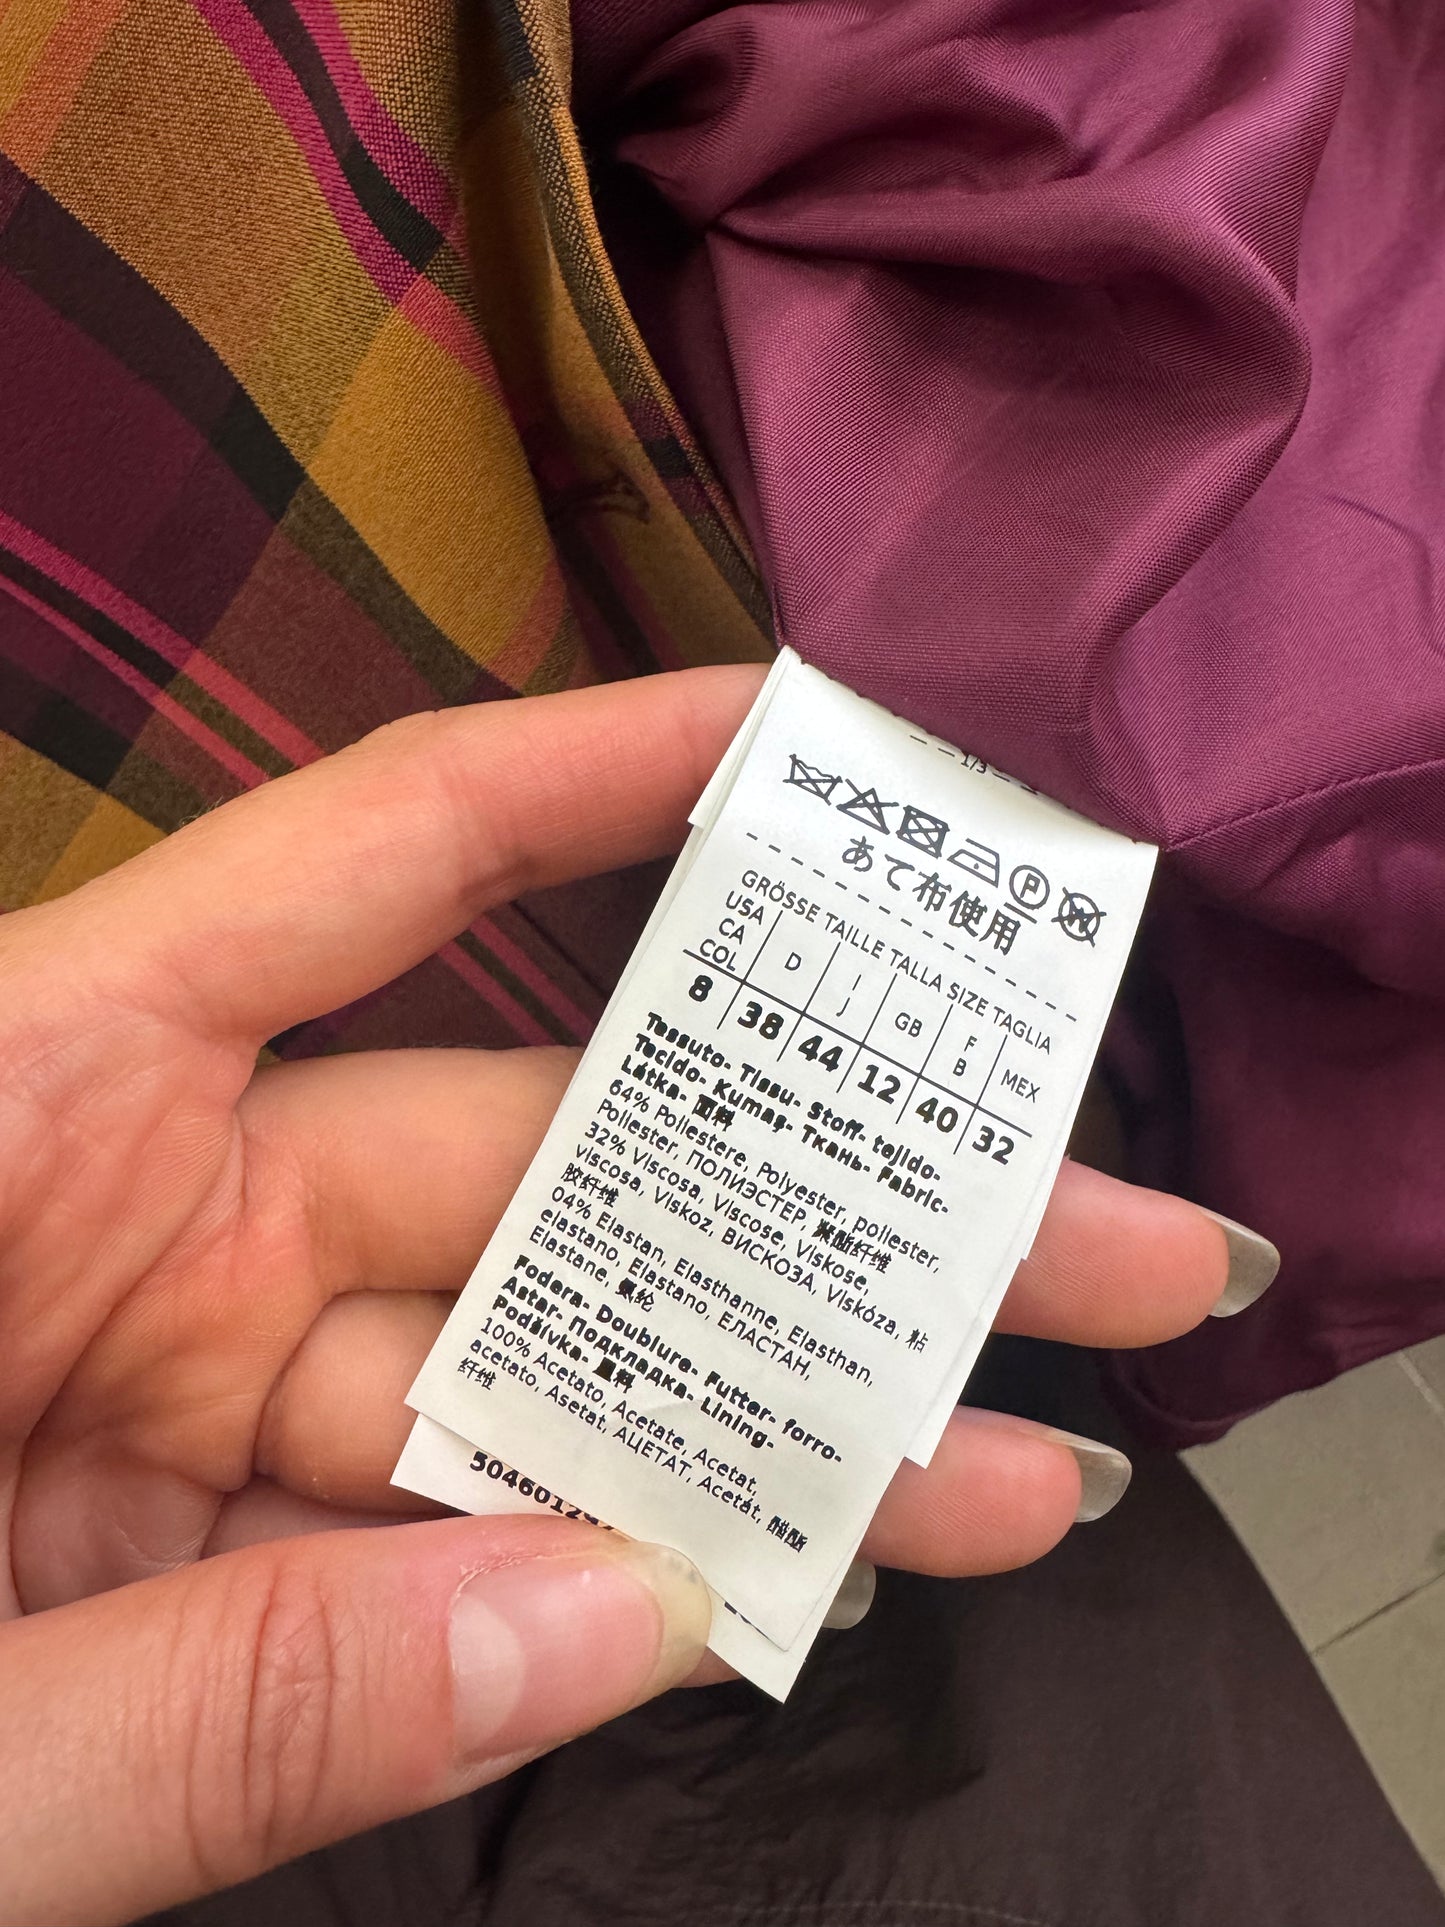 1/3
P
W
あて布使用
GRÖSSE TAILLE TALLA SIZE TAGLIA
USA CA COL
D
I J
GB
F B
MEX
8 38 44 12 40 32
Tessuto- Tissu- Stoff- tejido-
Tecido- Kumaş- Ткань- Fabric-
Látka- 面料
64% Poliestere, Polyester, poliester,
Poliester, ПОЛИЭСТЕР, 聚酯纤维
32% Viscosa, Viscose, Viskose,
viscosa, Viskoz, ВИСКОЗА, Viskóza, 粘
胶纤维
04% Elastan, Elasthanne, Elasthan,
elastano, Elastano, ЕЛАСТАН,
Elastane, 氨纶
Fodera- Doublure- Futter- forro-
Astar- Подкладка- Lining-
Podšívka- 里料
100% Acetato, Acetate, Acetat,
acetato, Asetat, АЦЕТАТ, Acetát, 醋酯
纤维